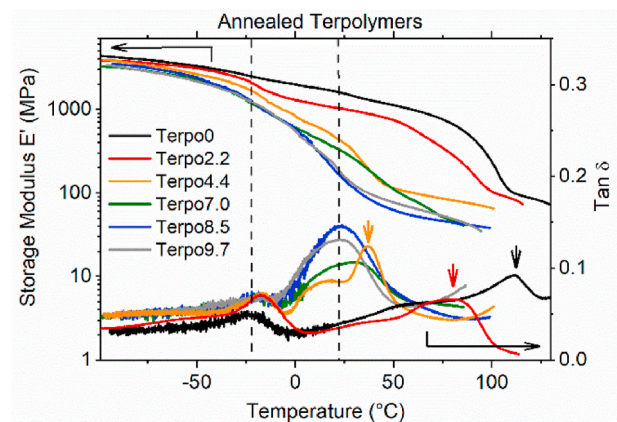 Annealed Terpolymers
Storage Modulus E' (MPa)
1000
100
10
1
Terpo0
Terpo2.2
Terpo4.4
Terpo7.0
Terpo8.5
Terpo9.7
0.3
0.2
0.1
0.0
Tan δ
-50 0 50 100
Temperature (°C)